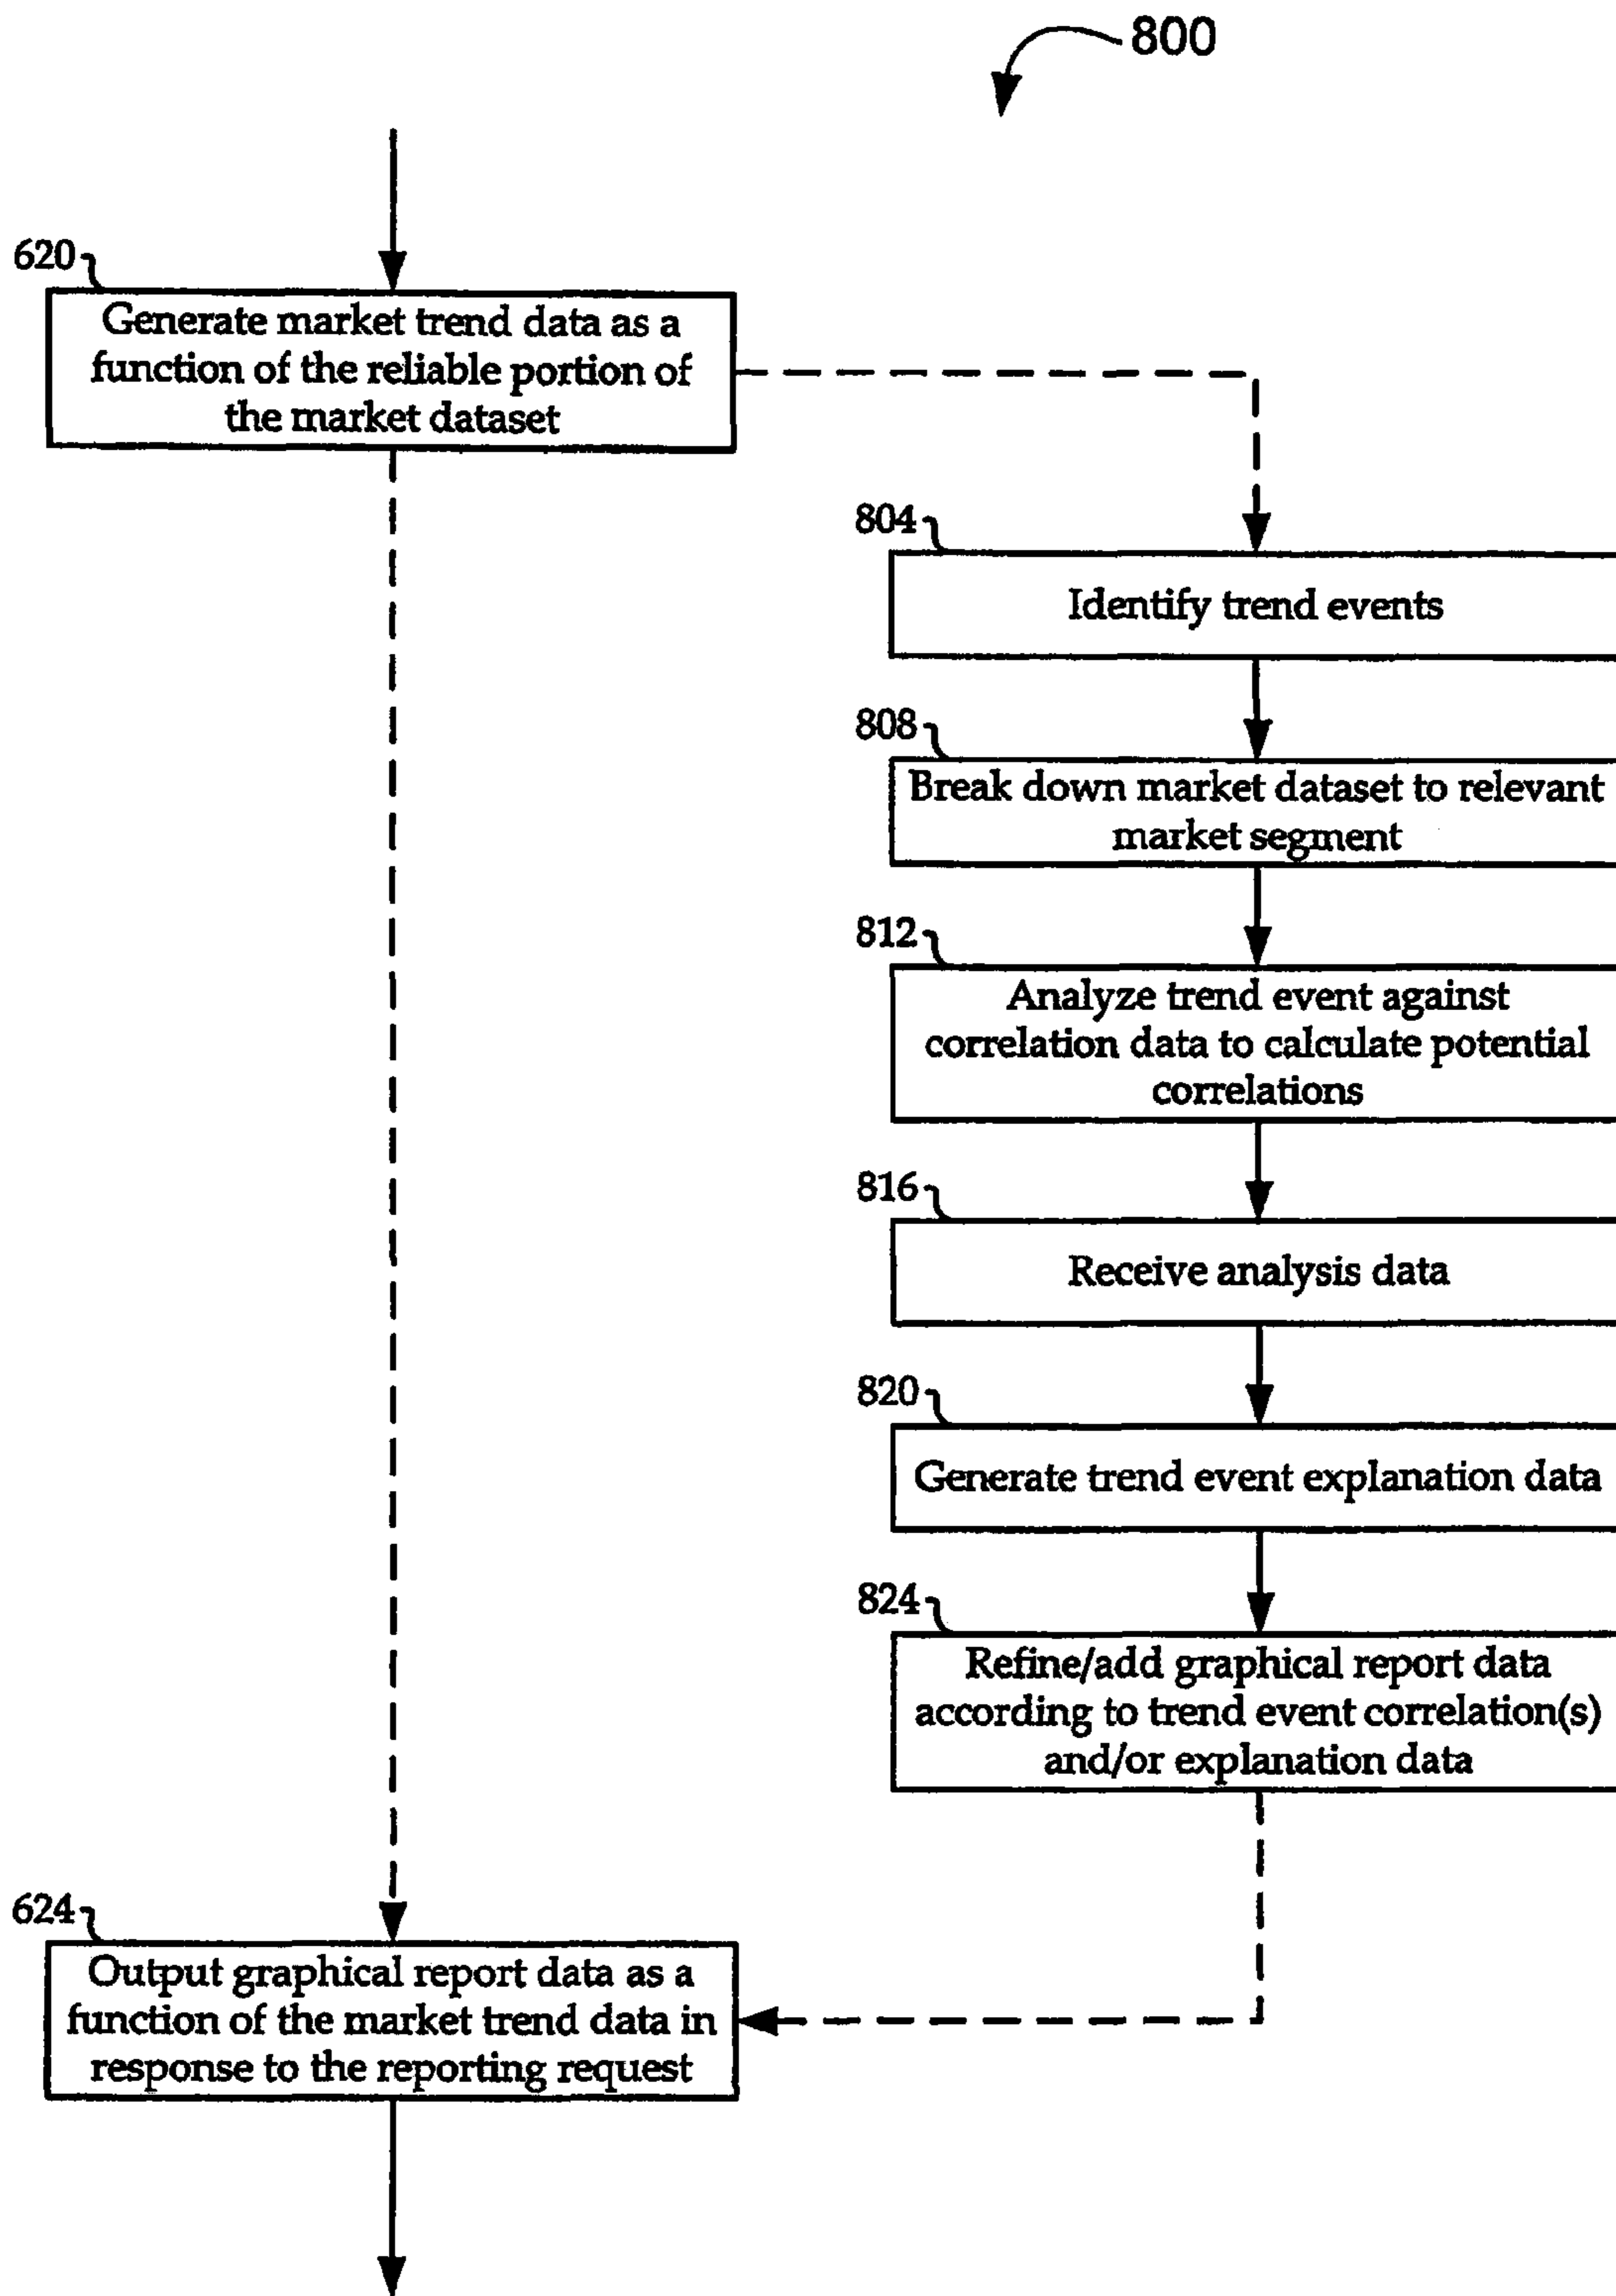 800
620
Generate market trend data as a
function of the reliable portion of
the market dataset
804
Identify trend events
808
Break down market dataset to relevant
market segment
812
Analyze trend event against
correlation data to calculate potential
correlations
816
Receive analysis data
820
Generate trend event explanation data
824
Refine/add graphical report data
according to trend event correlation(s)
and/or explanation data
624
Output graphical report data as a
function of the market trend data in
response to the reporting request